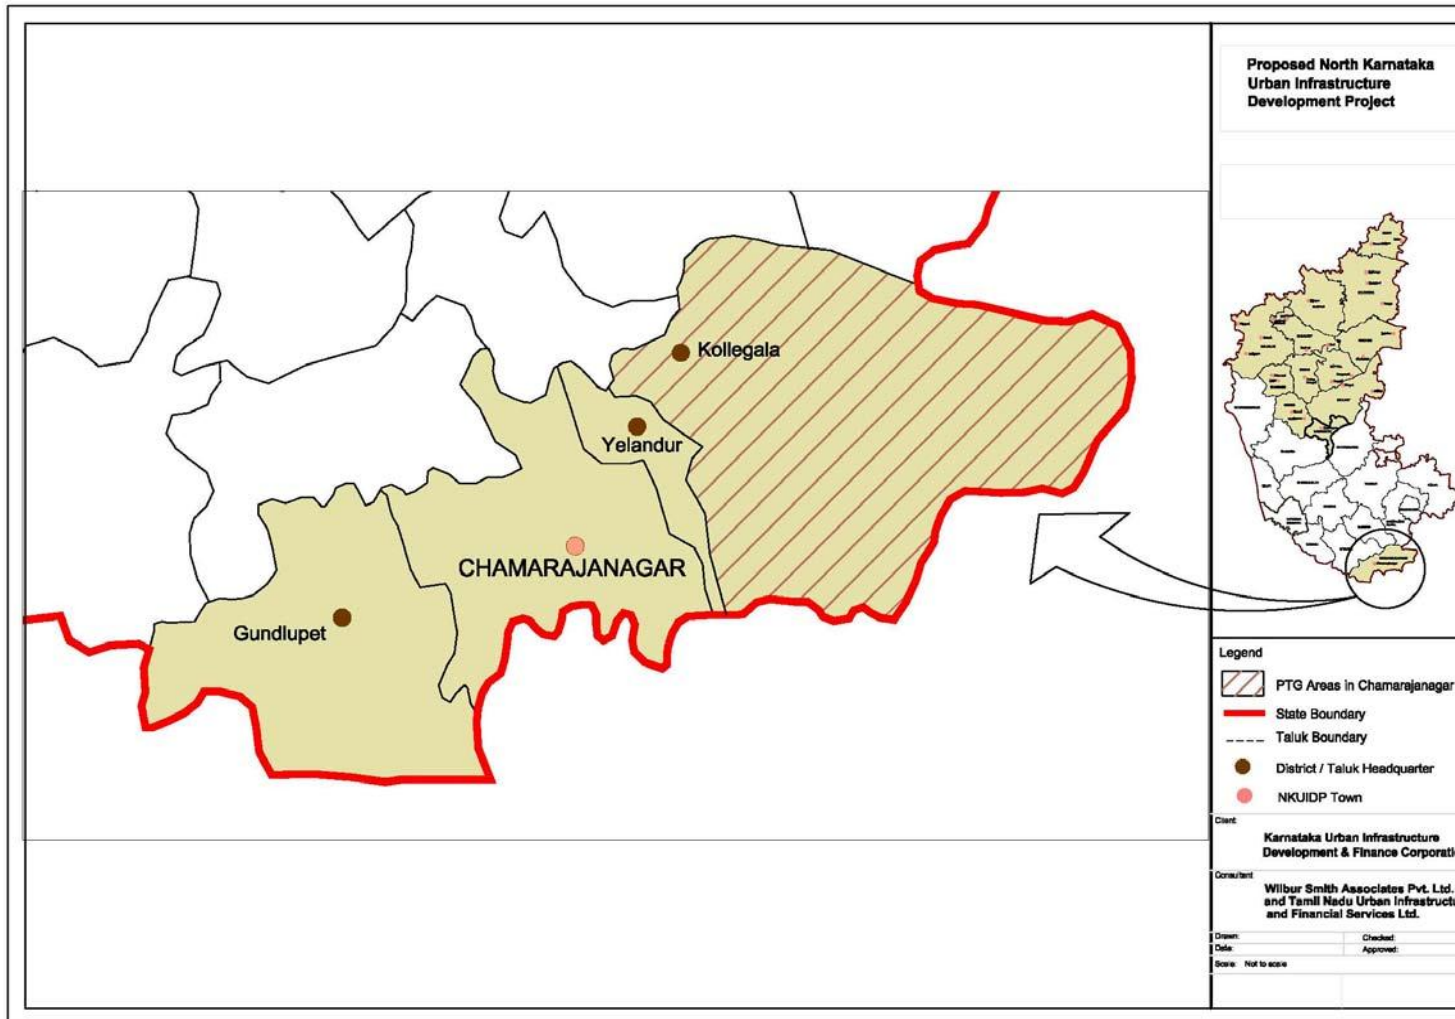 Proposed North Karnataka
Urban Infrastructure
Development Project
Kollegala
Yelandur
CHAMARAJANAGAR
Gundlupet
Legend
PTG Areas in Chamarajanagar
State Boundary
Taluk Boundary
District / Taluk Headquarter
NKUIDP Town
Client:
Karnataka Urban Infrastructure
Development & Finance Corporati
Consultant
Wilbur Smith Associates Pvt. Ltd.
and Tamil Nadu Urban Infrastructu
and Financial Services Ltd.
Drawn: Checked:
Date: Approved:
Scale: Not to scale